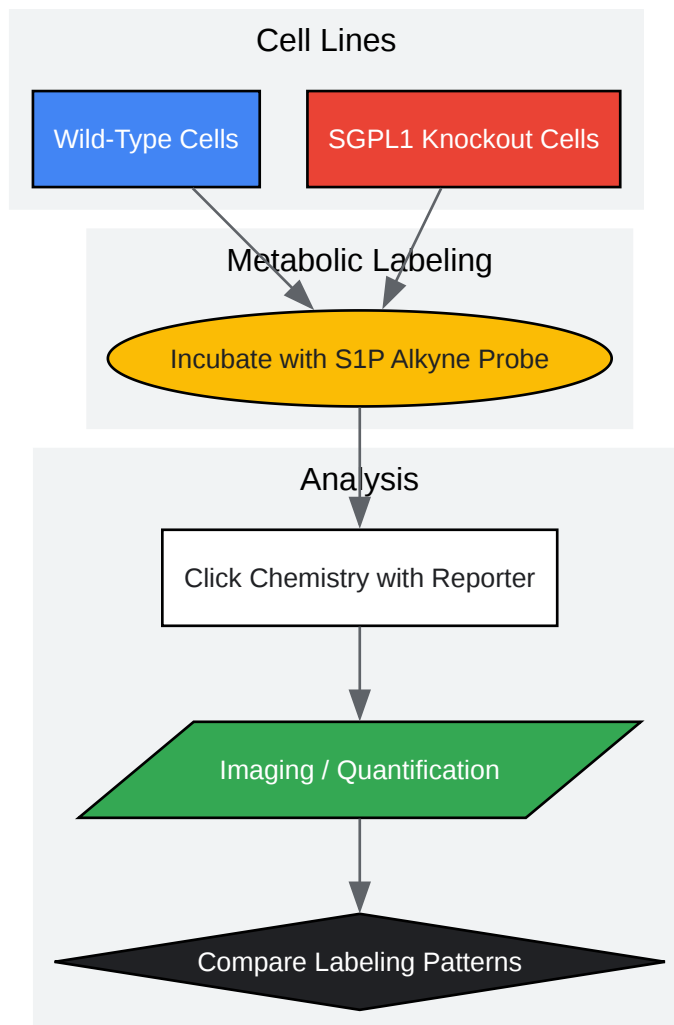 Cell Lines
Wild-Type Cells
SGPL1 Knockout Cells
Metabolic Labeling
Incubate with S1P Alkyne Probe
Analysis
Click Chemistry with Reporter
Imaging / Quantification
Compare Labeling Patterns